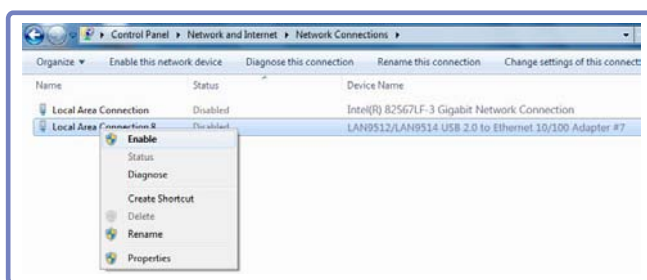 Control Panel ▸ Network and Internet ▸ Network Connections ▸
Organize ▾ Enable this network device Diagnose this connection Rename this connection Change settings of this connect
Name Status Device Name
Local Area Connection Disabled Intel(R) 82567LF-3 Gigabit Network Connection
Local Area Connection 8 Disabled LAN9512/LAN9514 USB 2.0 to Ethernet 10/100 Adapter #7
Enable
Status
Diagnose
Create Shortcut
Delete
Rename
Properties